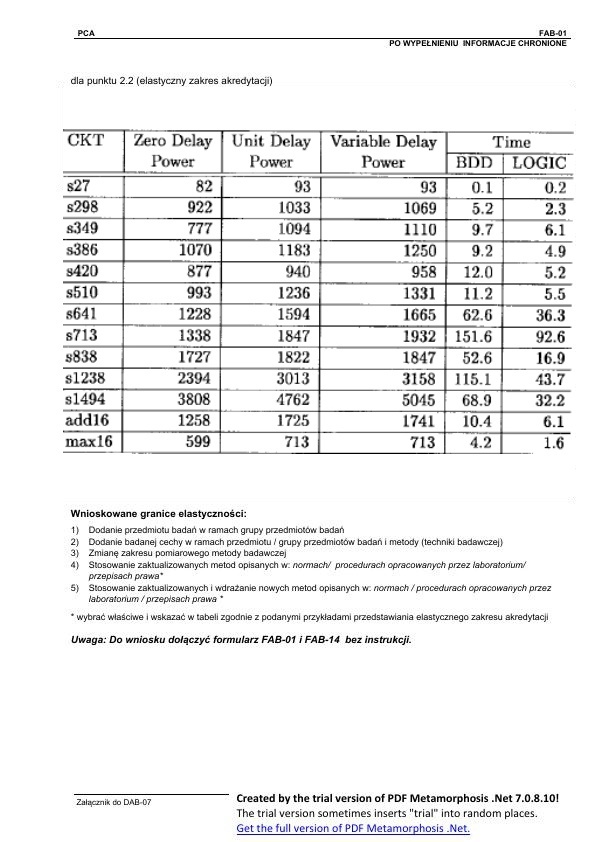 PCA FAB-01
PO WYPEŁNIENIU INFORMACJE CHRONIONE
dla punktu 2.2 (elastyczny zakres akredytacji)
CKT Zero Delay Unit Delay Variable Delay Time
Power Power Power BDD LOGIC
s27 82 93 93 0.1 0.2
s298 922 1033 1069 5.2 2.3
s349 777 1094 1110 9.7 6.1
s386 1070 1183 1250 9.2 4.9
s420 877 940 958 12.0 5.2
s510 993 1236 1331 11.2 5.5
s641 1228 1594 1665 62.6 36.3
s713 1338 1847 1932 151.6 92.6
s838 1727 1822 1847 52.6 16.9
s1238 2394 3013 3158 115.1 43.7
s1494 3808 4762 5045 68.9 32.2
add16 1258 1725 1741 10.4 6.1
max16 599 713 713 4.2 1.6
Wnioskowane granice elastyczności:
1) Dodanie przedmiotu badań w ramach grupy przedmiotów badań
2) Dodanie badanej cechy w ramach przedmiotu / grupy przedmiotów badań i metody (techniki badawczej)
3) Zmianę zakresu pomiarowego metody badawczej
4) Stosowanie zaktualizowanych metod opisanych w: normach/ procedurach opracowanych przez laboratorium/
przepisach prawa*
5) Stosowanie zaktualizowanych i wdrażanie nowych metod opisanych w: normach / procedurach opracowanych przez
laboratorium / przepisach prawa *
* wybrać właściwe i wskazać w tabeli zgodnie z podanymi przykładami przedstawiania elastycznego zakresu akredytacji
Uwaga: Do wniosku dołączyć formularz FAB-01 i FAB-14 bez instrukcji.
Załącznik do DAB-07
Created by the trial version of PDF Metamorphosis .Net 7.0.8.10!
The trial version sometimes inserts "trial" into random places.
Get the full version of PDF Metamorphosis .Net.